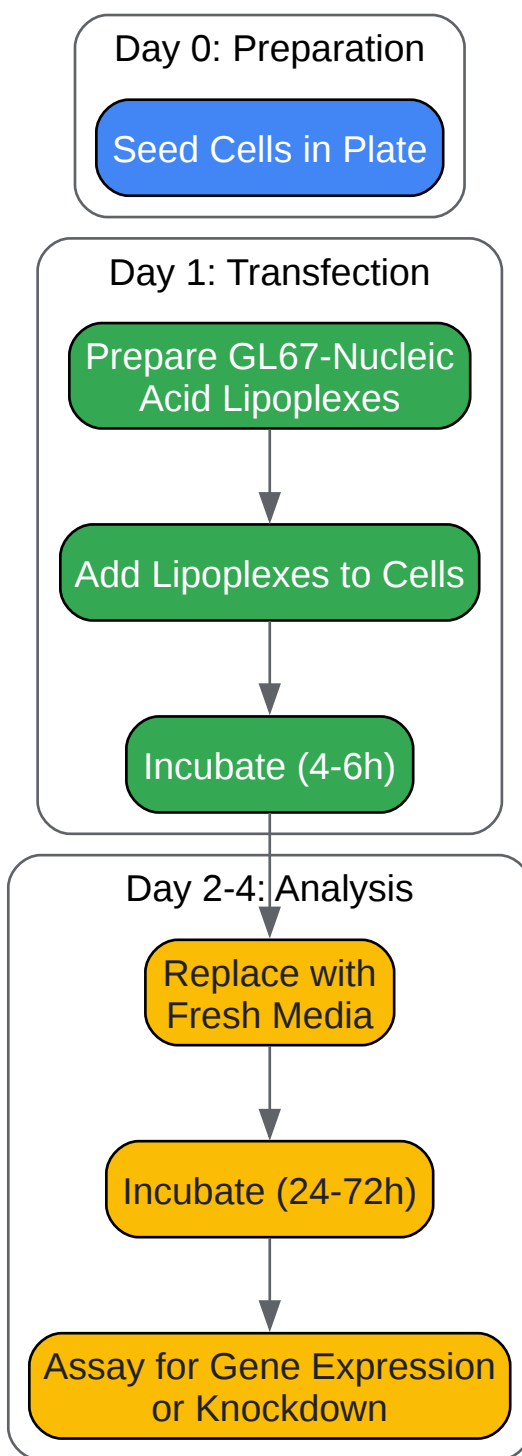 Day 0: Preparation
Seed Cells in Plate
Day 1: Transfection
Prepare GL67-Nucleic
Acid Lipoplexes
Add Lipoplexes to Cells
Incubate (4-6h)
Day 2-4: Analysis
Replace with
Fresh Media
Incubate (24-72h)
Assay for Gene Expression
or Knockdown